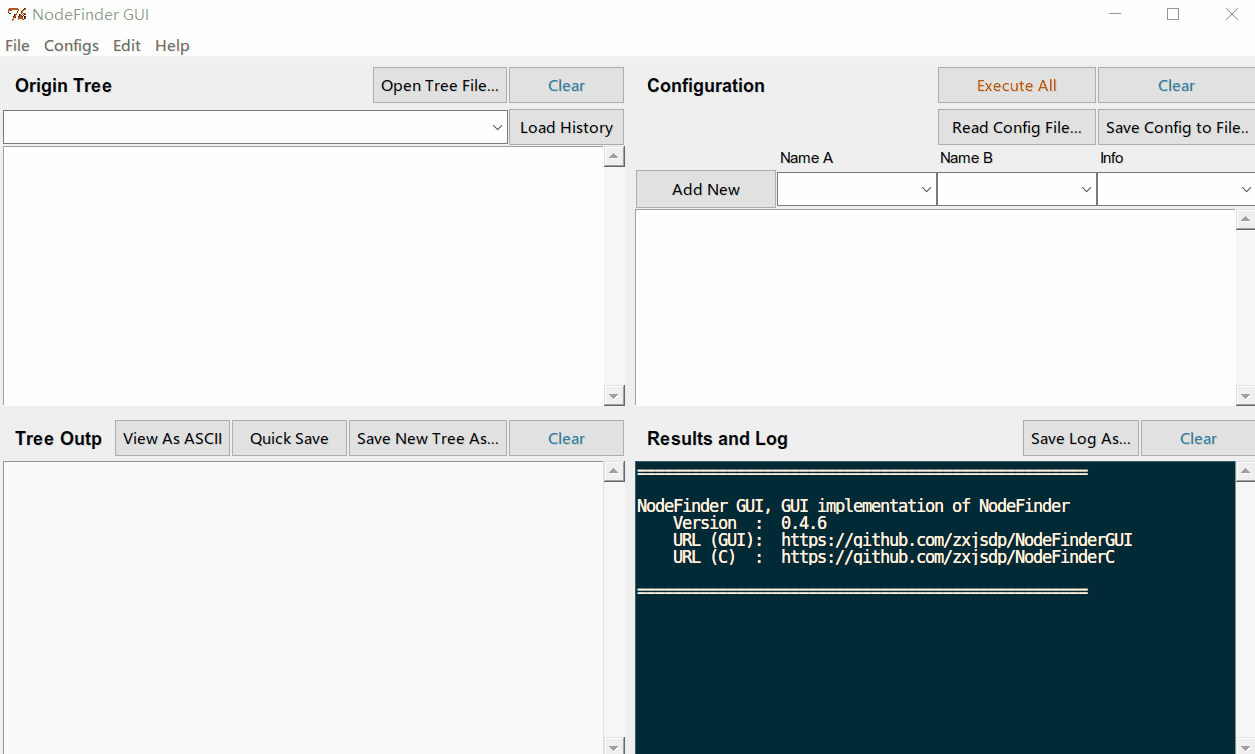 NodeFinder GUI
File Configs Edit Help
Origin Tree Open Tree File... Clear
Load History
Configuration Execute All Clear
Read Config File... Save Config to File..
Name A Name B Info
Add New
Tree Outp View As ASCII Quick Save Save New Tree As... Clear
Results and Log Save Log As... Clear
============================================================
NodeFinder GUI, GUI implementation of NodeFinder
Version : 0.4.6
URL (GUI): https://github.com/zxjsdp/NodeFinderGUI
URL (C) : https://github.com/zxjsdp/NodeFinderC
============================================================